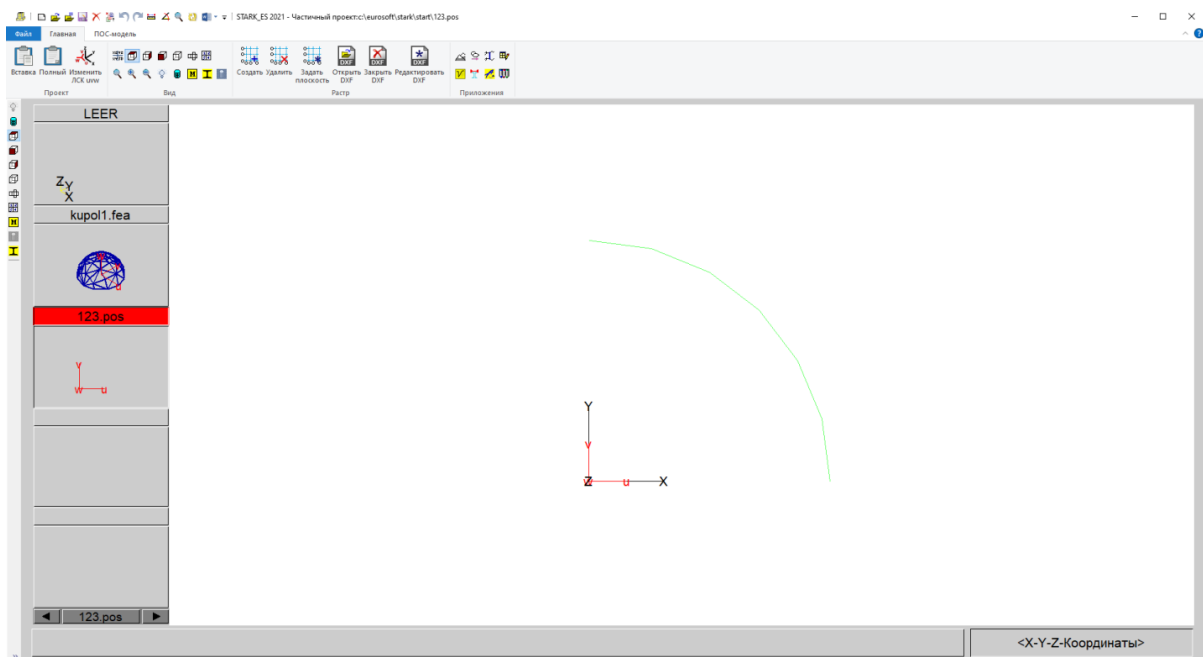 STARK_ES 2021 - Частичный проект:c:\eurosoft\stark\start\123.pos
Файл Главная ПОС-модель
Вставка Полный Изменить ЛСК uvw
Создать Удалить Задать плоскость Открыть DXF Закрыть DXF Редактировать DXF
Проект Вид Растр Приложения
LEER
Z Y
X
kupol1.fea
u
123.pos
v
w u
Y
v
Z u X
123.pos
<X-Y-Z-Координаты>